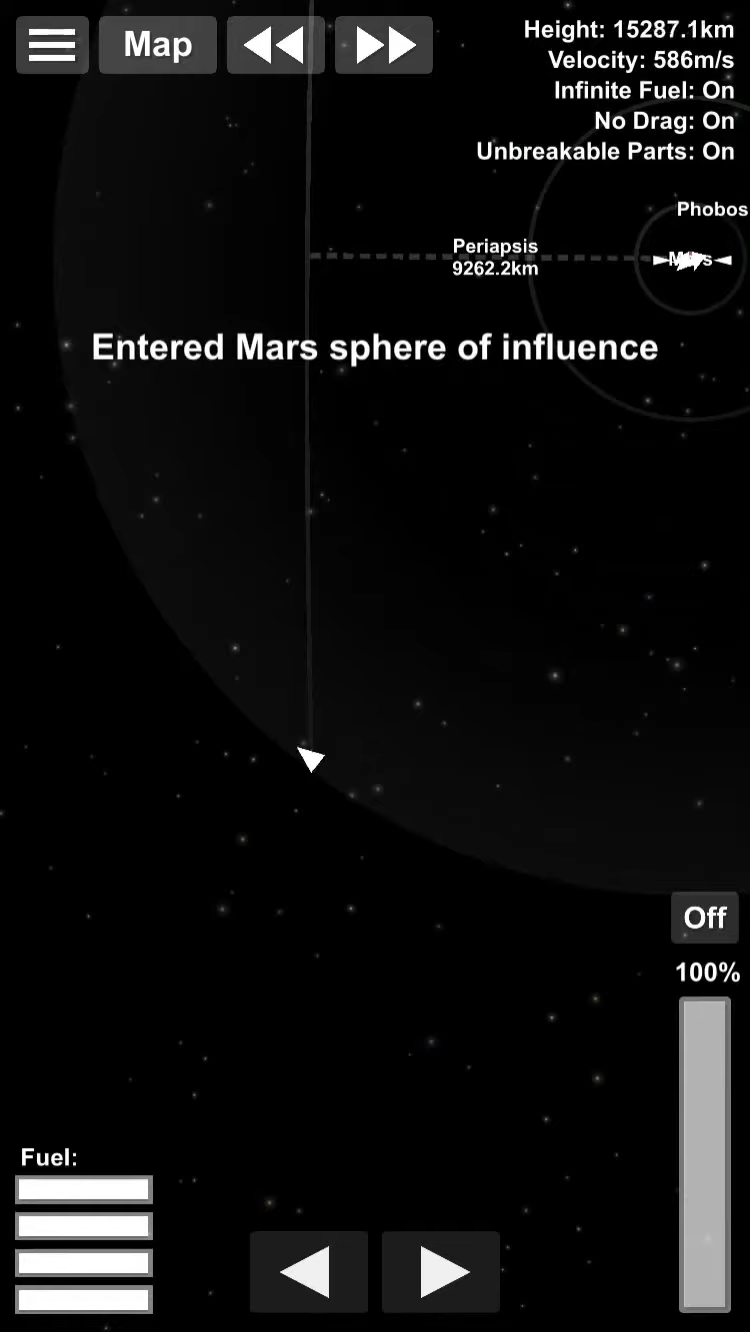 Map
Height: 15287.1km
Velocity: 586m/s
Infinite Fuel: On
No Drag: On
Unbreakable Parts: On
Phobos
Periapsis
9262.2km
Entered Mars sphere of influence
Off
100%
Fuel: